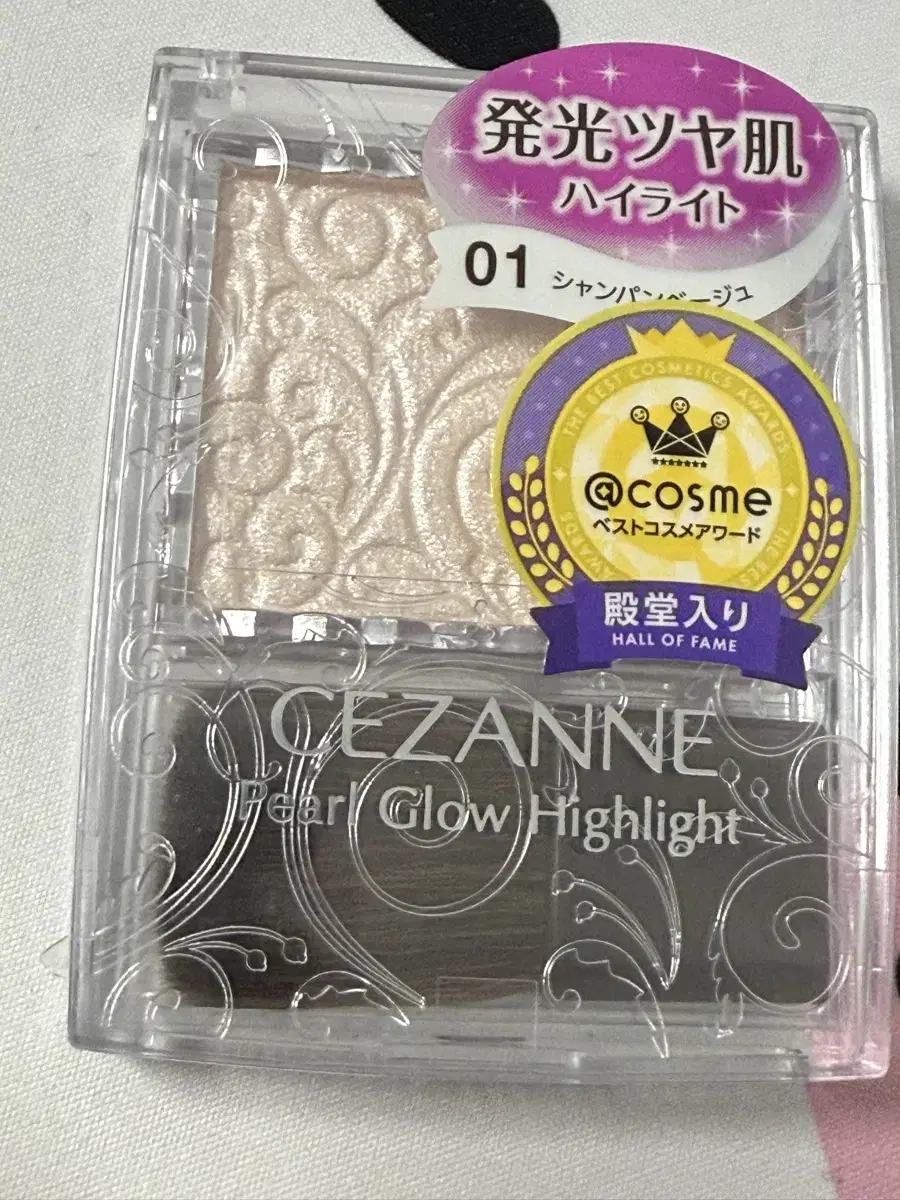 発光ツヤ肌
ハイライト
01 シャンパンベージュ
THE BEST COSMETICS AWARDS
@cosme
ベストコスメアワード
殿堂入り
HALL OF FAME
CEZANNE
Pearl Glow Highlight